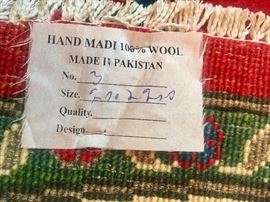 HAND MADI 100% WOOL
MADE IN PAKISTAN
No. 3
Size.
Quality.
Design.